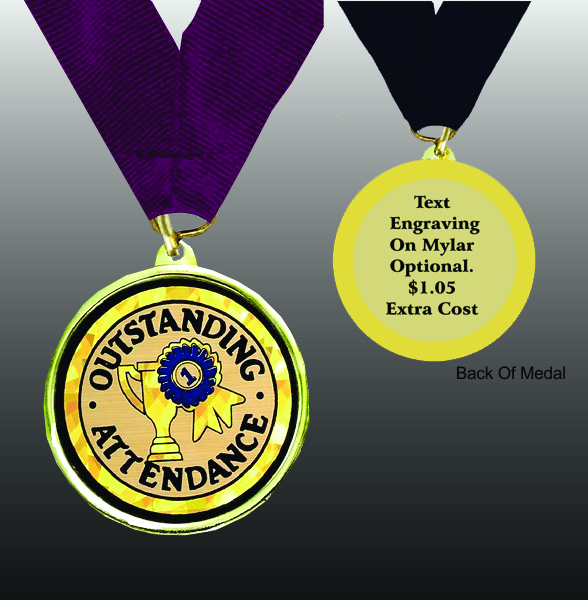 OUTSTANDING
1
ATTENDANCE
Text
Engraving
On Mylar
Optional.
$1.05
Extra Cost
Back Of Medal